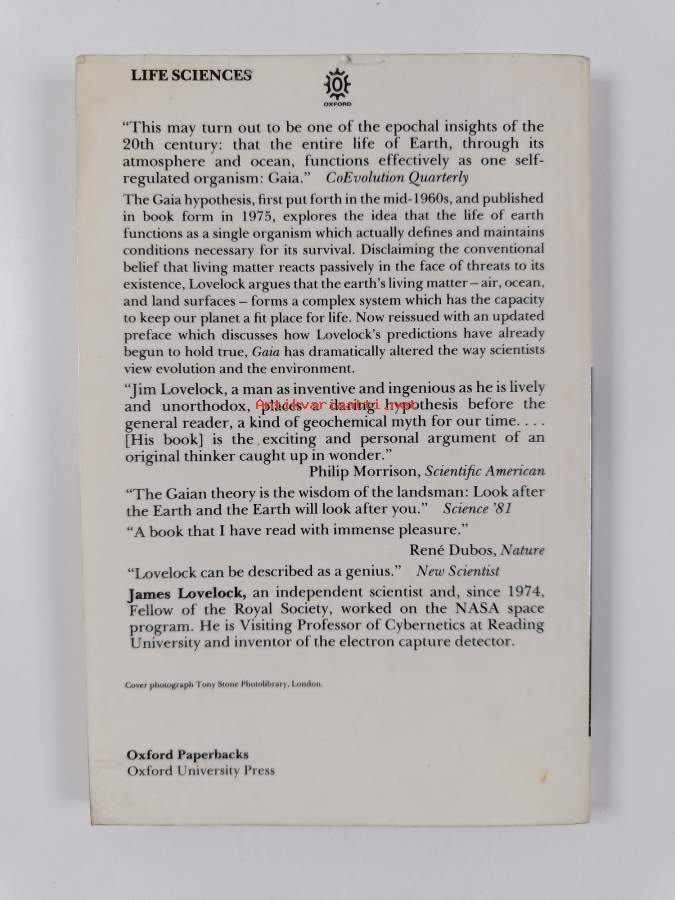 LIFE SCIENCES
OXFORD
“This may turn out to be one of the epochal insights of the
20th century: that the entire life of Earth, through its
atmosphere and ocean, functions effectively as one self-
regulated organism: Gaia.” CoEvolution Quarterly
The Gaia hypothesis, first put forth in the mid-1960s, and published
in book form in 1975, explores the idea that the life of earth
functions as a single organism which actually defines and maintains
conditions necessary for its survival. Disclaiming the conventional
belief that living matter reacts passively in the face of threats to its
existence, Lovelock argues that the earth’s living matter – air, ocean,
and land surfaces – forms a complex system which has the capacity
to keep our planet a fit place for life. Now reissued with an updated
preface which discusses how Lovelock’s predictions have already
begun to hold true, Gaia has dramatically altered the way scientists
view evolution and the environment.
“Jim Lovelock, a man as inventive and ingenious as he is lively
and unorthodox, places a daring hypothesis before the
Antikvariaatti.net
general reader, a kind of geochemical myth for our time. . . .
[His book] is the exciting and personal argument of an
original thinker caught up in wonder.”
Philip Morrison, Scientific American
“The Gaian theory is the wisdom of the landsman: Look after
the Earth and the Earth will look after you.” Science ’81
“A book that I have read with immense pleasure.”
René Dubos, Nature
“Lovelock can be described as a genius.” New Scientist
James Lovelock, an independent scientist and, since 1974,
Fellow of the Royal Society, worked on the NASA space
program. He is Visiting Professor of Cybernetics at Reading
University and inventor of the electron capture detector.
Cover photograph Tony Stone Photolibrary, London.
Oxford Paperbacks
Oxford University Press